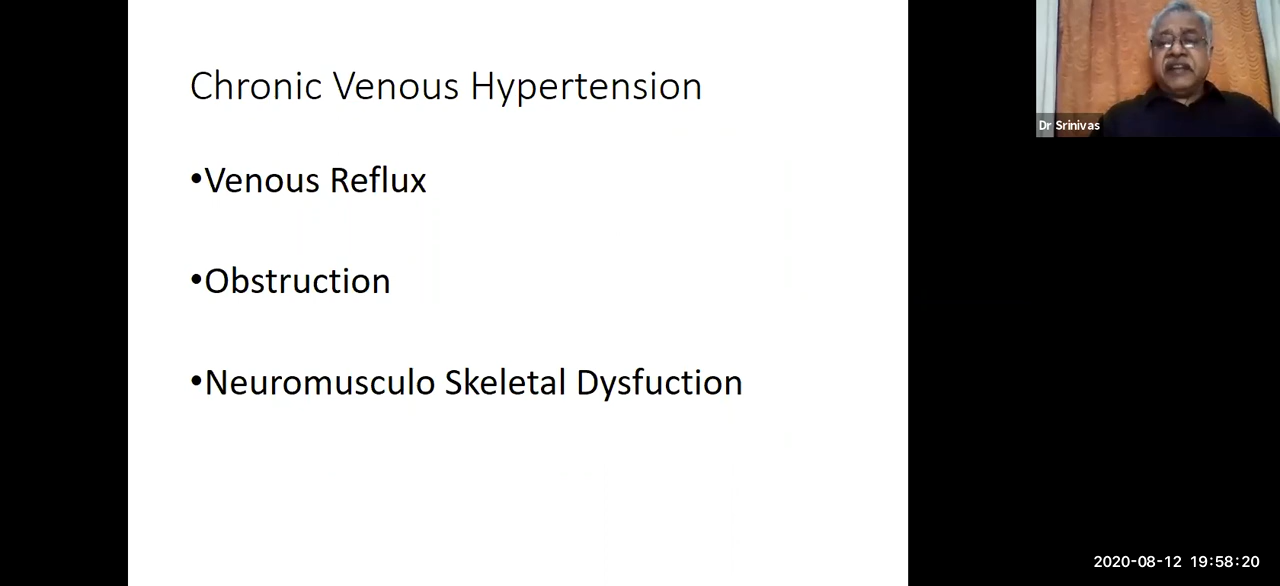 Chronic Venous Hypertension
•Venous Reflux
•Obstruction
•Neuromusculo Skeletal Dysfuction
Dr Srinivas
2020-08-12 19:58:20